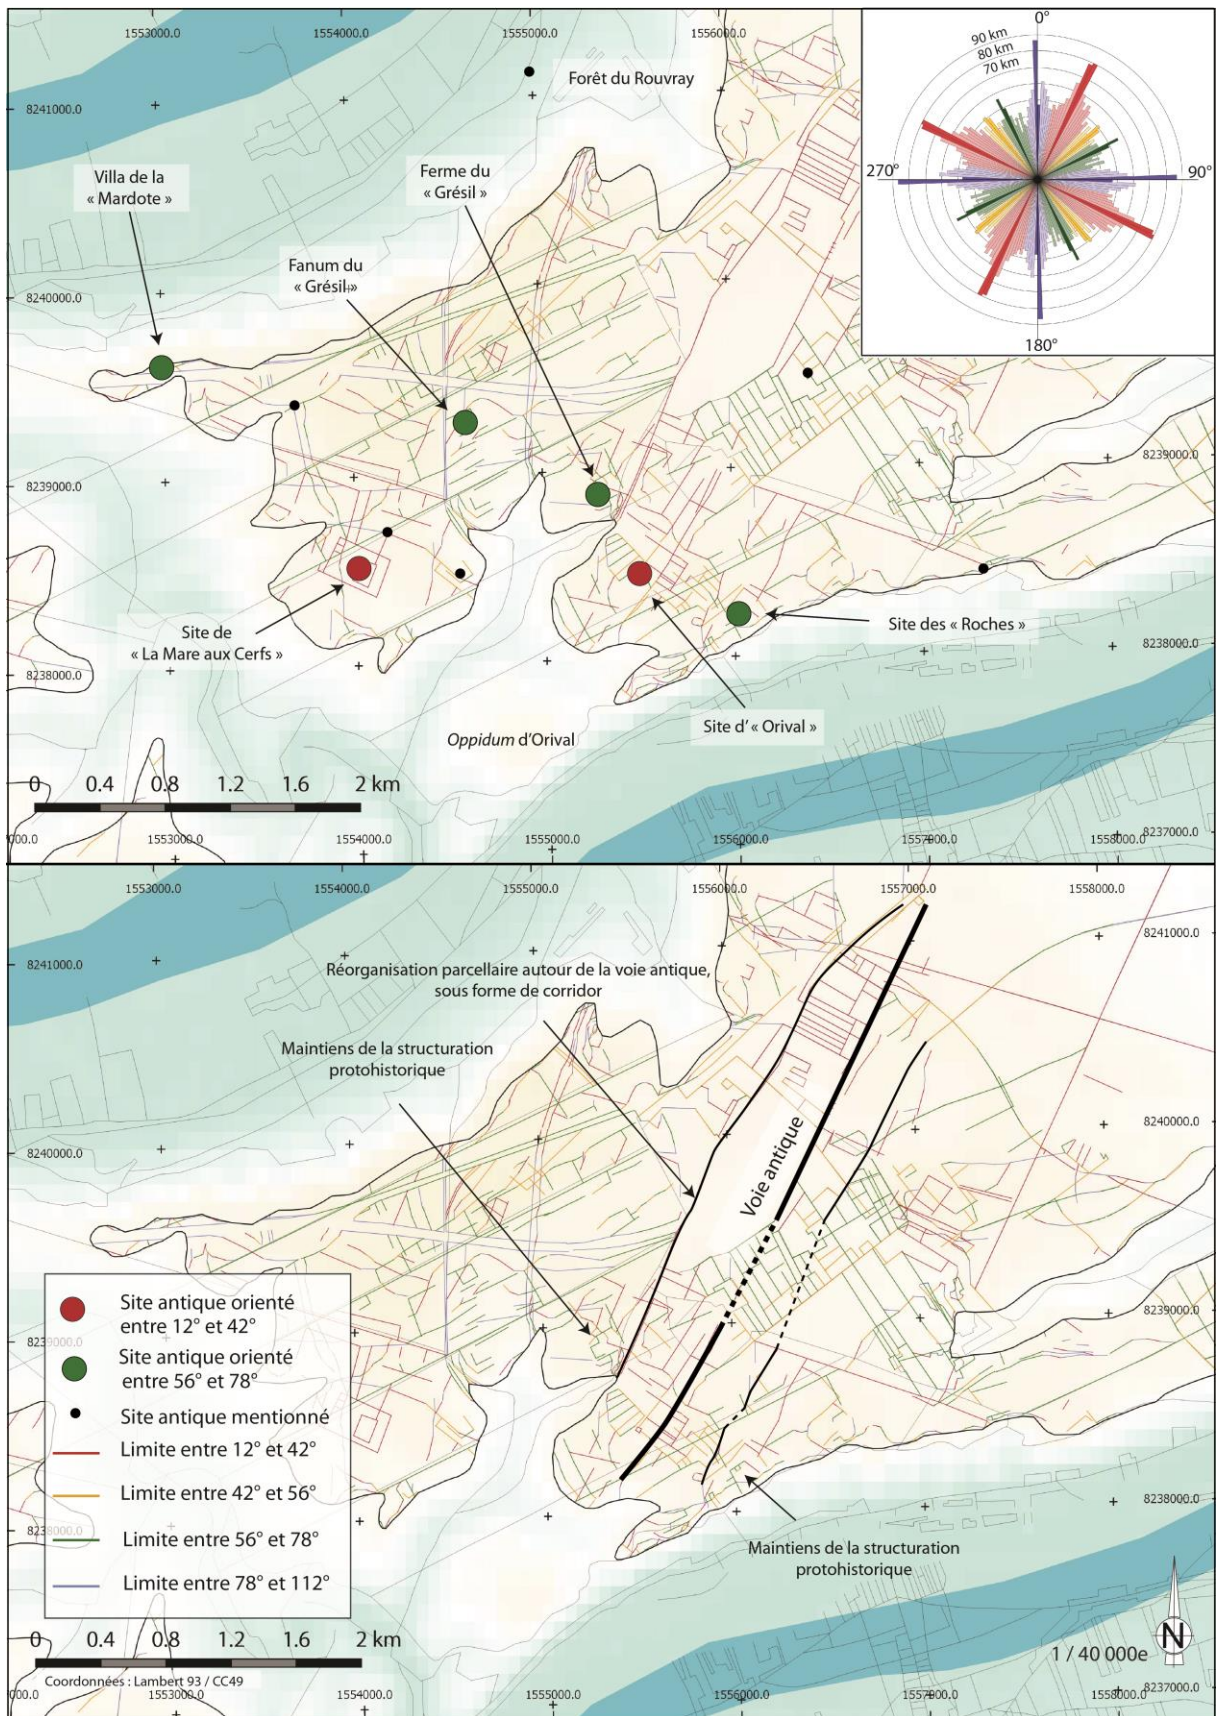 1553000.0
1554000.0
1555000.0
1556000.0
0°
90 km
80 km
70 km
270°
90°
180°
Forêt du Rouvray
8241000.0
Villa de la
« Mardote »
Ferme du
« Grésil »
Fanum du
« Grésil »
8240000.0
8239000.0
8239000.0
Site de
« La Mare aux Cerfs »
Site des « Roches »
8238000.0
8238000.0
Site d' « Orival »
Oppidum d'Orival
0 0.4 0.8 1.2 1.6 2 km
8237000.0
000.0
1553000.0
1554000.0
1555000.0
1556000.0
1557000.0
1558000.0
1553000.0
1554000.0
1555000.0
1556000.0
1557000.0
1558000.0
8241000.0
8241000.0
Réorganisation parcellaire autour de la voie antique,
sous forme de corridor
Maintiens de la structuration
protohistorique
8240000.0
8240000.0
Voie antique
8239000.0
8239000.0
Site antique orienté
entre 12° et 42°
Site antique orienté
entre 56° et 78°
Site antique mentionné
Limite entre 12° et 42°
Limite entre 42° et 56°
8238000.0
8238000.0
Limite entre 56° et 78°
Limite entre 78° et 112°
Maintiens de la structuration
protohistorique
0 0.4 0.8 1.2 1.6 2 km
Coordonnées : Lambert 93 / CC49
N
1 / 40 000e
8237000.0
000.0
1553000.0
1554000.0
1555000.0
1556000.0
1557000.0
1558000.0